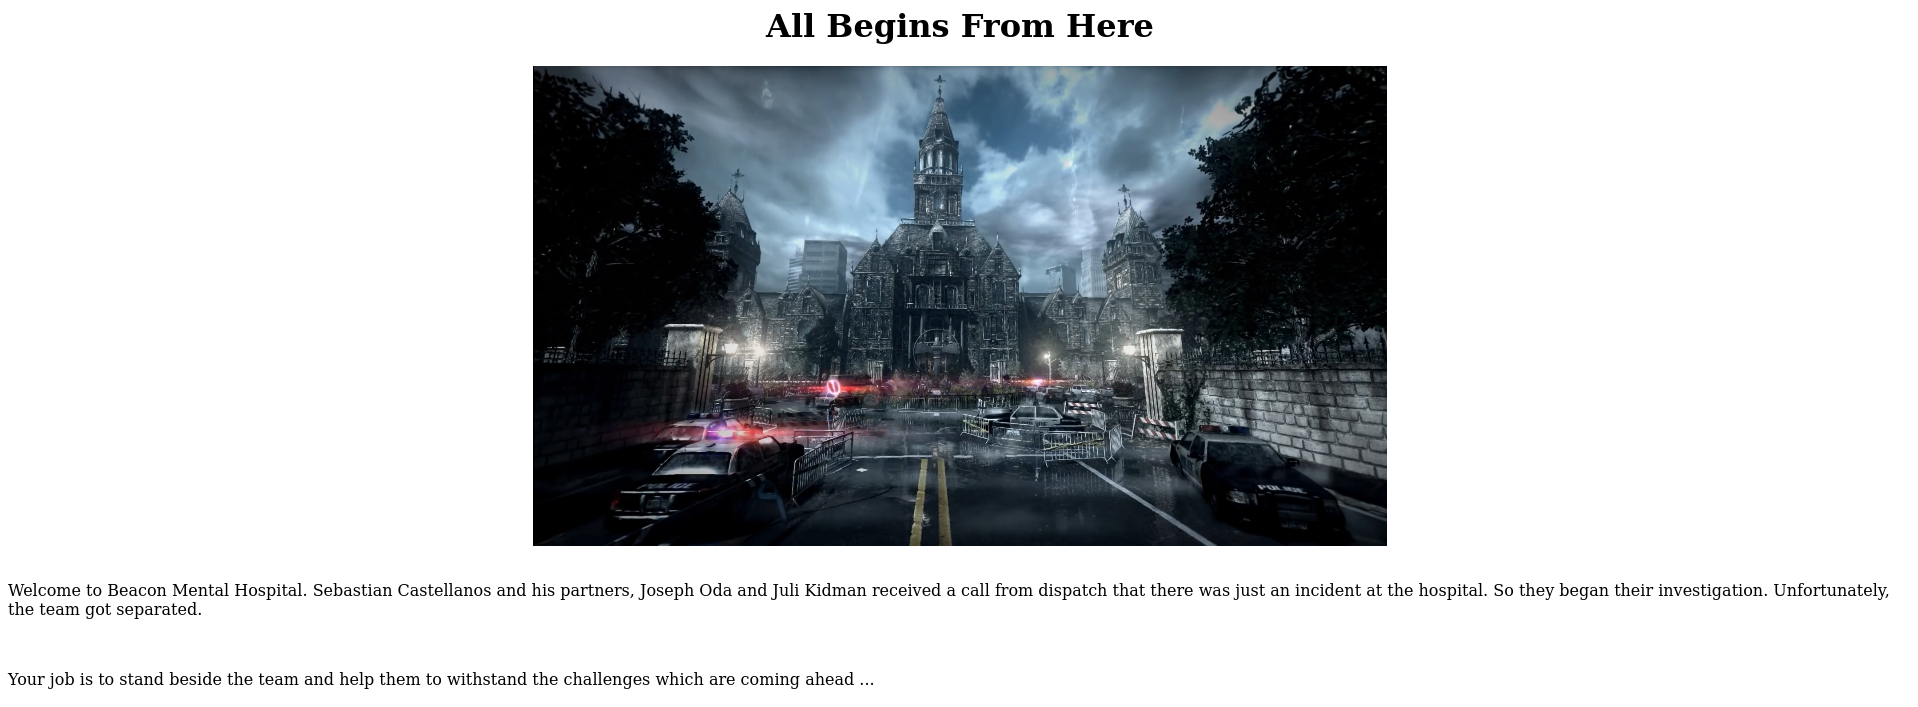 All Begins From Here
POLICE
POLICE
Welcome to Beacon Mental Hospital. Sebastian Castellanos and his partners, Joseph Oda and Juli Kidman received a call from dispatch that there was just an incident at the hospital. So they began their investigation. Unfortunately,
the team got separated.
Your job is to stand beside the team and help them to withstand the challenges which are coming ahead ...